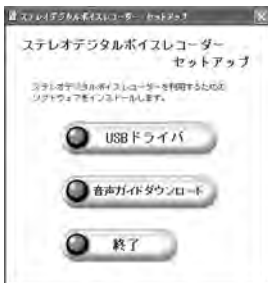 ステレオデジタルボイスレコーダー セットアップ
ステレオデジタルボイスレコーダー
セットアップ
ステレオデジタルボイスレコーダーを利用するための
ソフトウェアをインストールします。
USBドライバ
音声ガイドダウンロード
終了